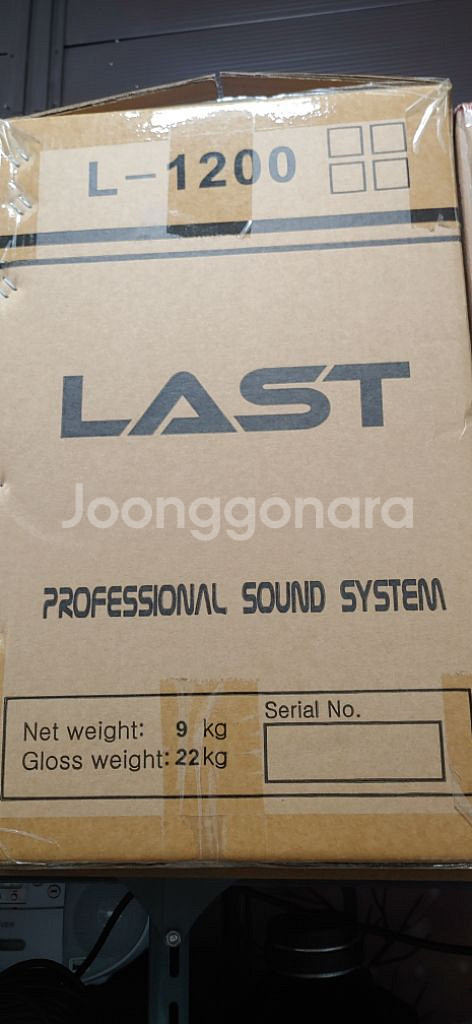 L-1200
LAST
Joonggonara
PROFESSIONAL SOUND SYSTEM
Net weight: 9 kg
Gloss weight: 22kg
Serial No.